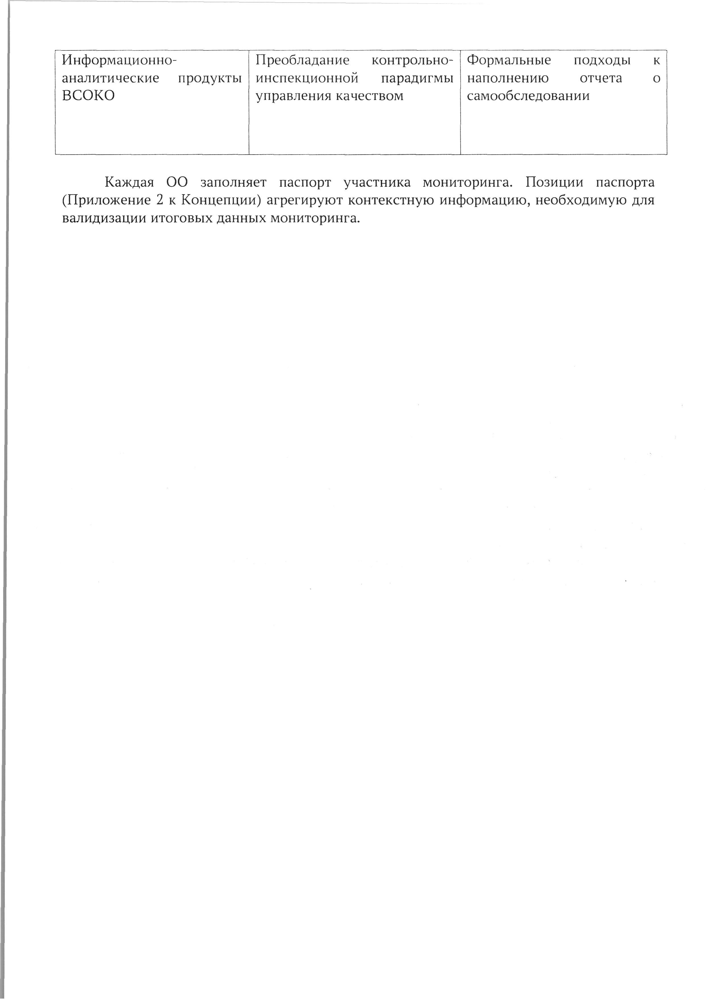 Информационно-
аналитические продукты
ВСОКО
Преобладание контрольно-
инспекционной парадигмы
управления качеством
Формальные подходы к
наполнению отчета о
самообследовании
Каждая ОО заполняет паспорт участника мониторинга. Позиции паспорта
(Приложение 2 к Концепции) агрегируют контекстную информацию, необходимую для
валидизации итоговых данных мониторинга.